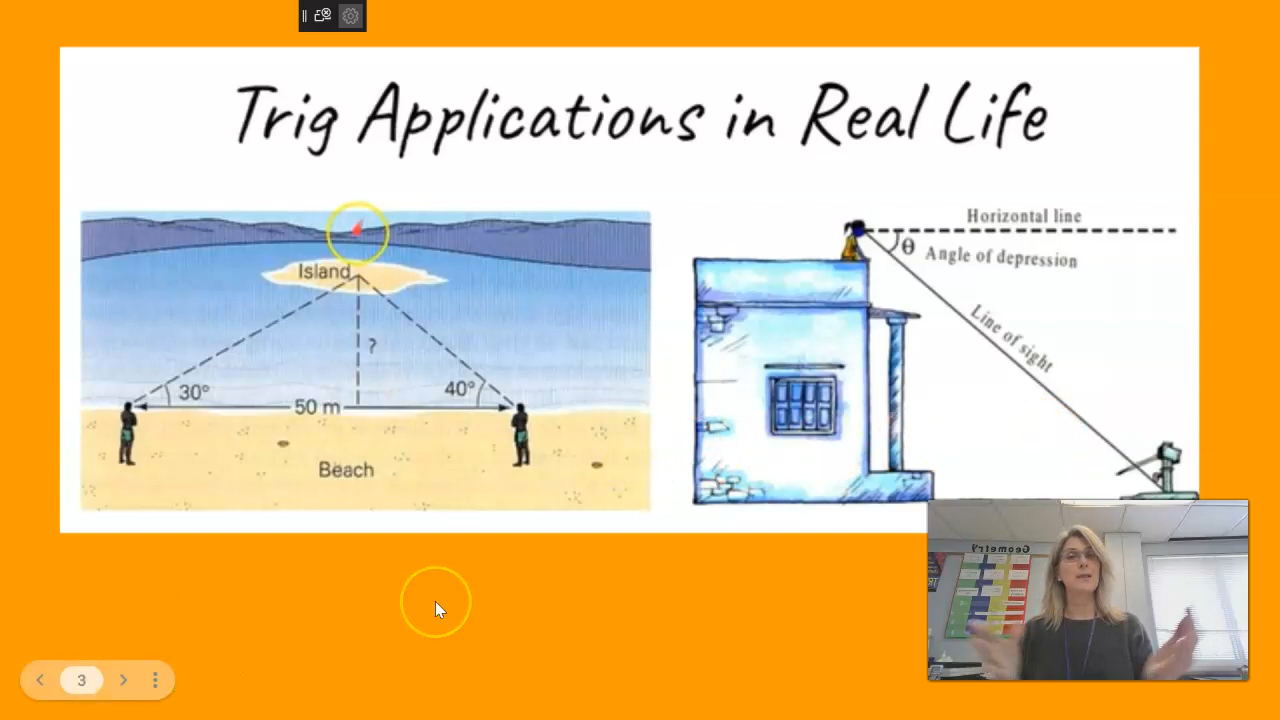 Trig Applications in Real Life
Island
?
30°
40°
50 m
Beach
Horizontal line
θ Angle of depression
Line of sight
Geometry
3